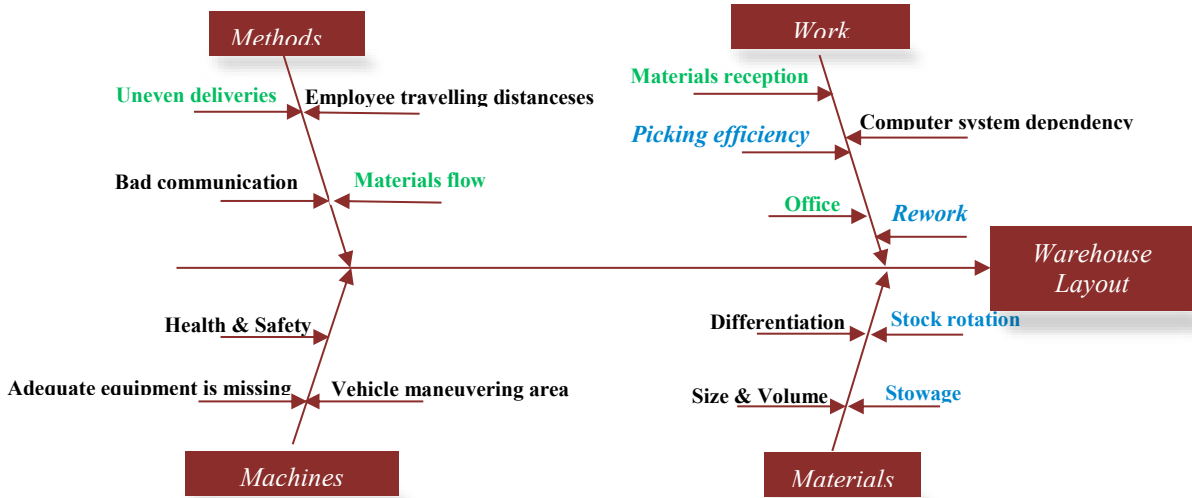 Methods
Work
Materials reception
Uneven deliveries
Employee travelling distanceses
Computer system dependency
Picking efficiency
Bad communication
Materials flow
Office
Rework
Warehouse
Layout
Health & Safety
Differentiation
Stock rotation
Adequate equipment is missing
Vehicle maneuvering area
Size & Volume
Stowage
Machines
Materials